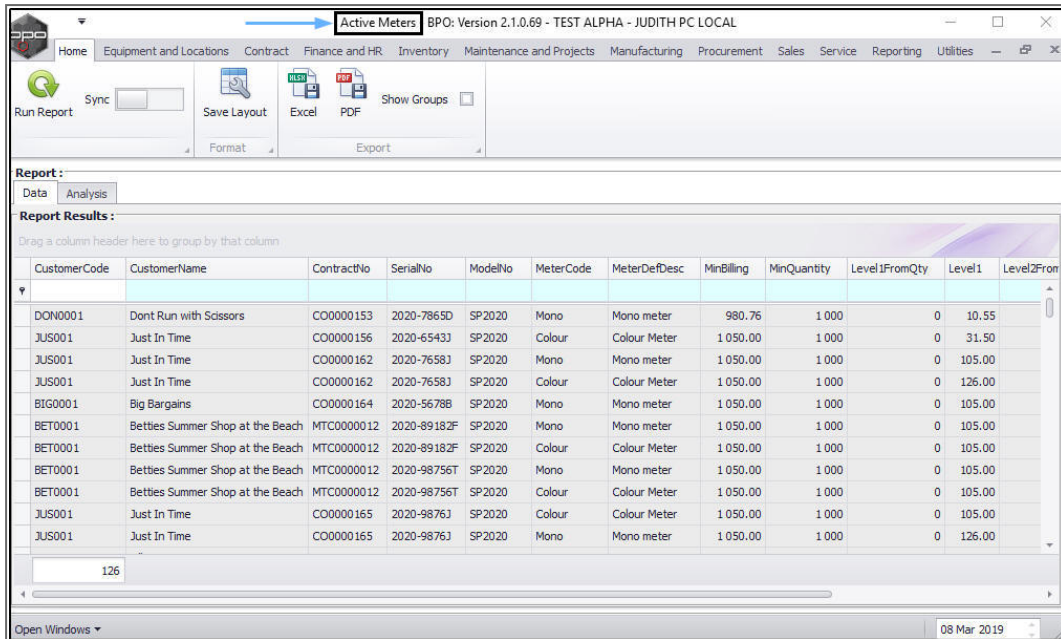 Active Meters BPO: Version 2.1.0.69 - TEST ALPHA - JUDITH PC LOCAL
bpo
Home Equipment and Locations Contract Finance and HR Inventory Maintenance and Projects Manufacturing Procurement Sales Service Reporting Utilities
Run Report Sync Save Layout XLSX Excel PDF PDF Show Groups
Format Export
Report :
Data Analysis
Report Results :
Drag a column header here to group by that column
CustomerCode CustomerName ContractNo SerialNo ModelNo MeterCode MeterDefDesc MinBilling MinQuantity Level1FromQty Level1 Level2From
DON0001 Dont Run with Scissors CO0000153 2020-7865D SP2020 Mono Mono meter 980.76 1 000 0 10.55
JUS001 Just In Time CO0000156 2020-6543J SP2020 Colour Colour Meter 1 050.00 1 000 0 31.50
JUS001 Just In Time CO0000162 2020-7658J SP2020 Mono Mono meter 1 050.00 1 000 0 105.00
JUS001 Just In Time CO0000162 2020-7658J SP2020 Colour Colour Meter 1 050.00 1 000 0 126.00
BIG0001 Big Bargains CO0000164 2020-5678B SP2020 Mono Mono meter 1 050.00 1 000 0 105.00
BET0001 Betties Summer Shop at the Beach MTC0000012 2020-89182F SP2020 Mono Mono meter 1 050.00 1 000 0 105.00
BET0001 Betties Summer Shop at the Beach MTC0000012 2020-89182F SP2020 Colour Colour Meter 1 050.00 1 000 0 105.00
BET0001 Betties Summer Shop at the Beach MTC0000012 2020-98756T SP2020 Mono Mono meter 1 050.00 1 000 0 105.00
BET0001 Betties Summer Shop at the Beach MTC0000012 2020-98756T SP2020 Colour Colour Meter 1 050.00 1 000 0 105.00
JUS001 Just In Time CO0000165 2020-9876J SP2020 Colour Colour Meter 1 050.00 1 000 0 105.00
JUS001 Just In Time CO0000165 2020-9876J SP2020 Mono Mono meter 1 050.00 1 000 0 126.00
126
Open Windows 08 Mar 2019